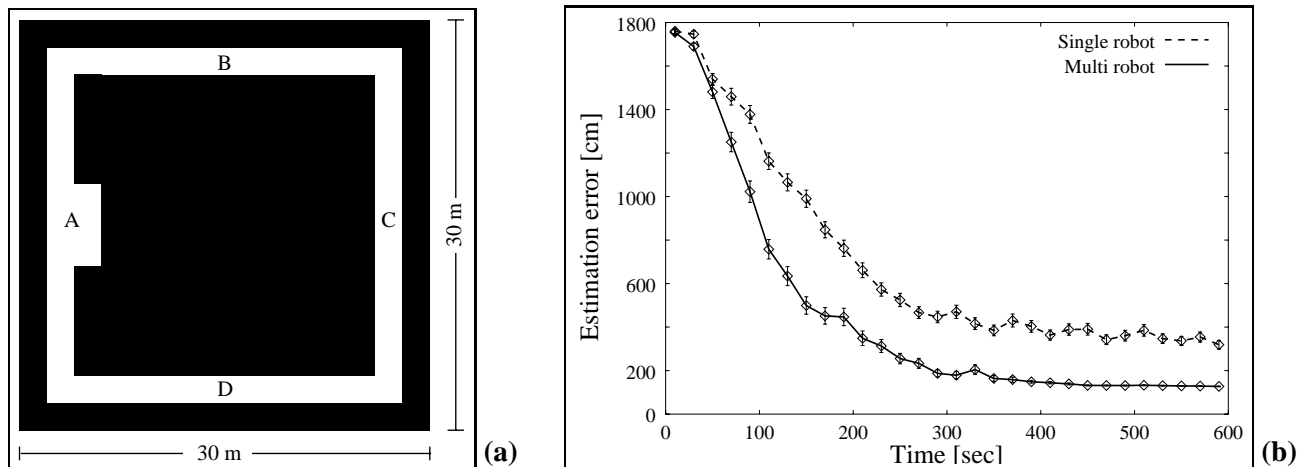 B
A
C
D
30 m
30 m
(a)
1800
1400
1000
600
200
0
Estimation error [cm]
Single robot
Multi robot
0 100 200 300 400 500 600
Time [sec]
(b)